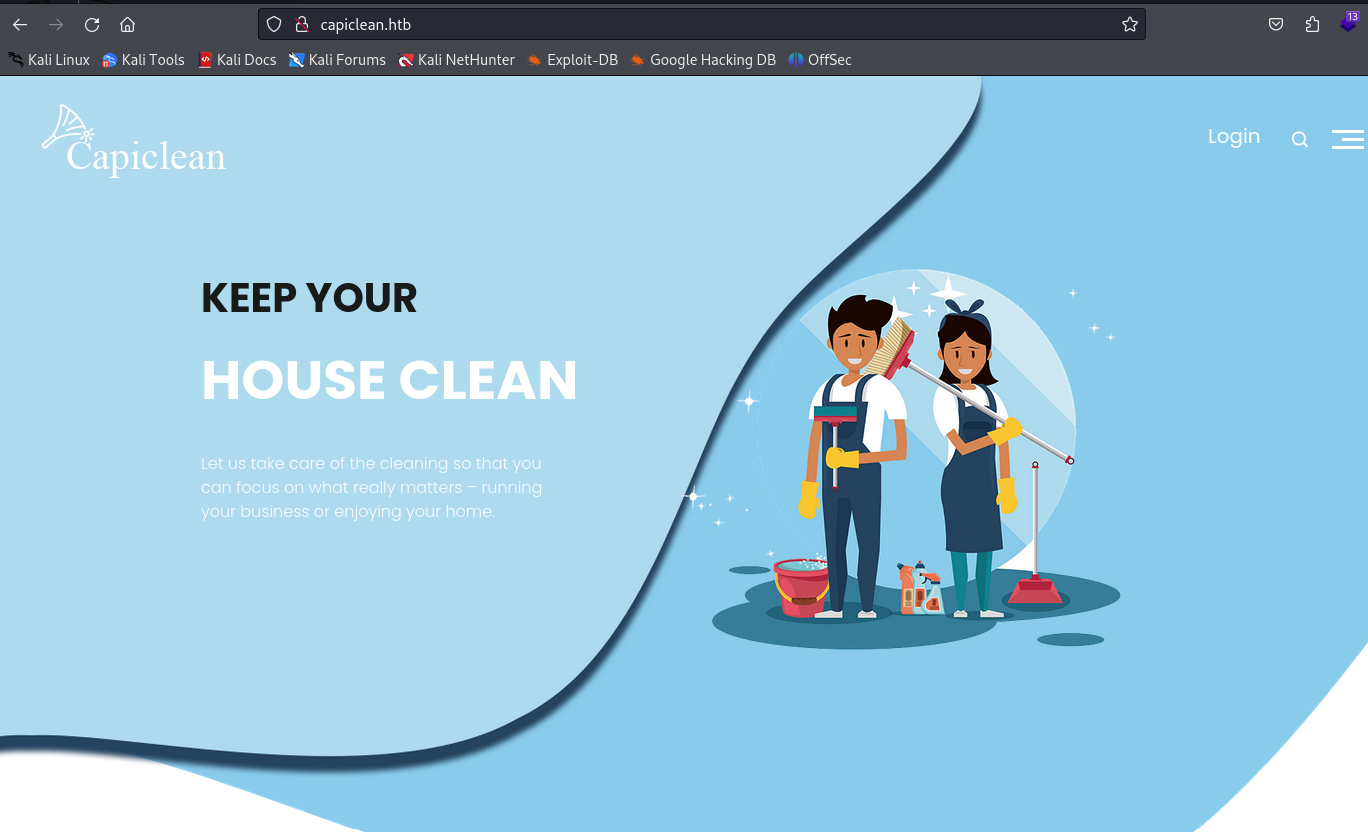 capiclean.htb
13
Kali Linux Kali Tools Kali Docs Kali Forums Kali NetHunter Exploit-DB Google Hacking DB OffSec
Capiclean
Login
KEEP YOUR
HOUSE CLEAN
Let us take care of the cleaning so that you
can focus on what really matters – running
your business or enjoying your home.